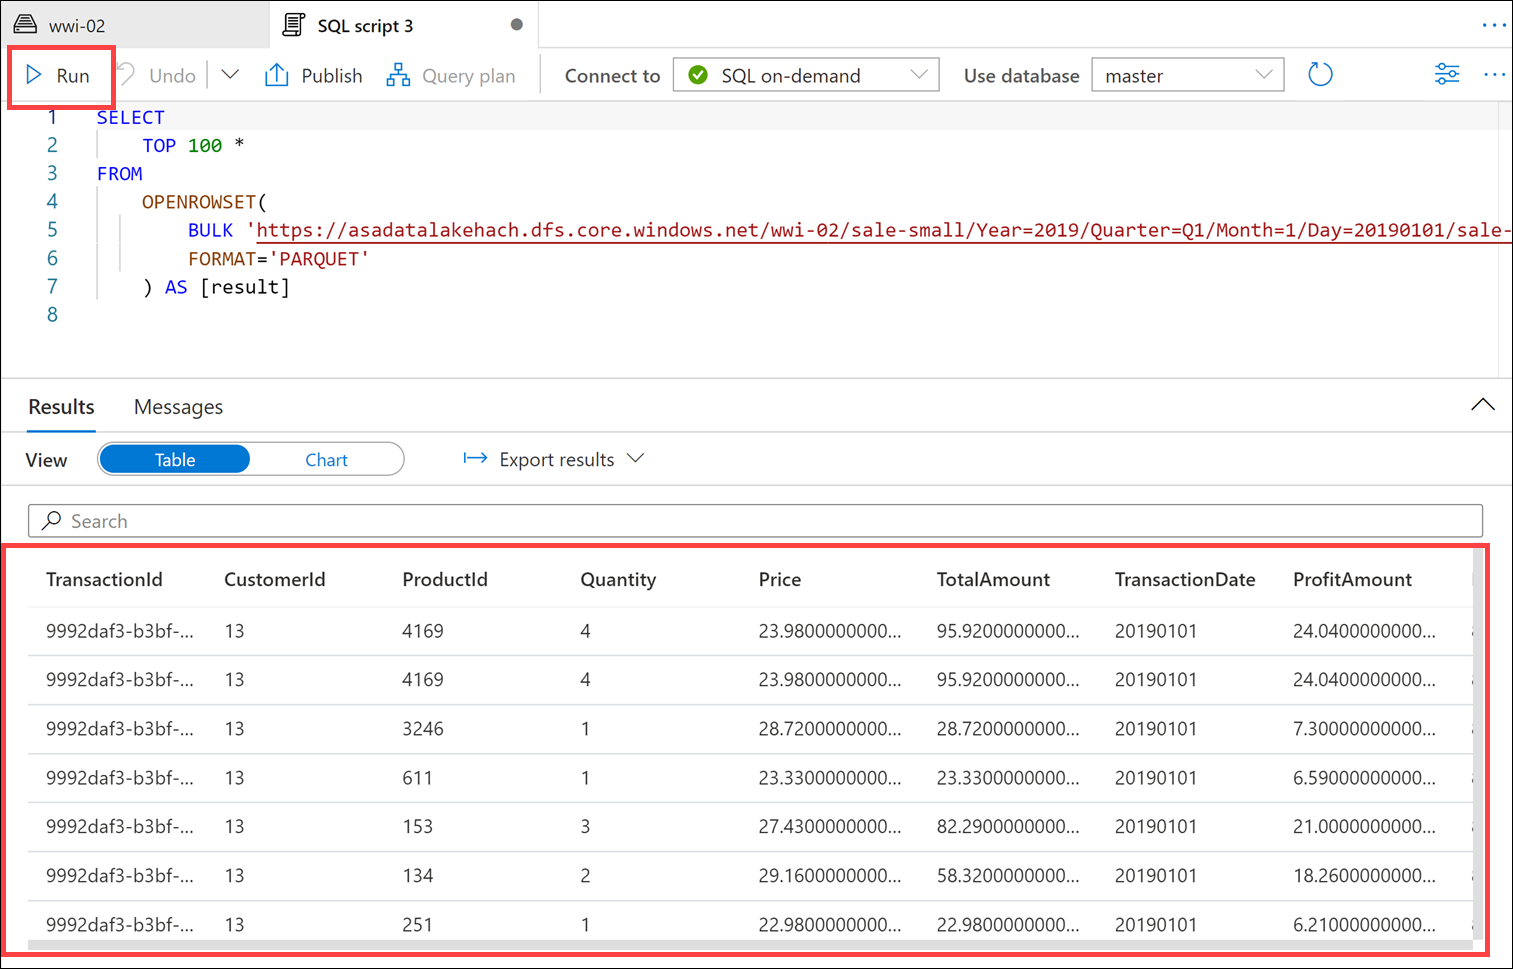 wwi-02 SQL script 3
Run Undo Publish Query plan Connect to SQL on-demand Use database master
1 SELECT
2 TOP 100 *
3 FROM
4 OPENROWSET(
5 BULK 'https://asadatalakehach.dfs.core.windows.net/wwi-02/sale-small/Year=2019/Quarter=Q1/Month=1/Day=20190101/sale-
6 FORMAT='PARQUET'
7 ) AS [result]
8
Results Messages
View Table Chart Export results
Search
TransactionId CustomerId ProductId Quantity Price TotalAmount TransactionDate ProfitAmount
9992daf3-b3bf-... 13 4169 4 23.9800000000... 95.9200000000... 20190101 24.0400000000...
9992daf3-b3bf-... 13 4169 4 23.9800000000... 95.9200000000... 20190101 24.0400000000...
9992daf3-b3bf-... 13 3246 1 28.7200000000... 28.7200000000... 20190101 7.30000000000...
9992daf3-b3bf-... 13 611 1 23.3300000000... 23.3300000000... 20190101 6.59000000000...
9992daf3-b3bf-... 13 153 3 27.4300000000... 82.2900000000... 20190101 21.0000000000...
9992daf3-b3bf-... 13 134 2 29.1600000000... 58.3200000000... 20190101 18.2600000000...
9992daf3-b3bf-... 13 251 1 22.9800000000... 22.9800000000... 20190101 6.21000000000...